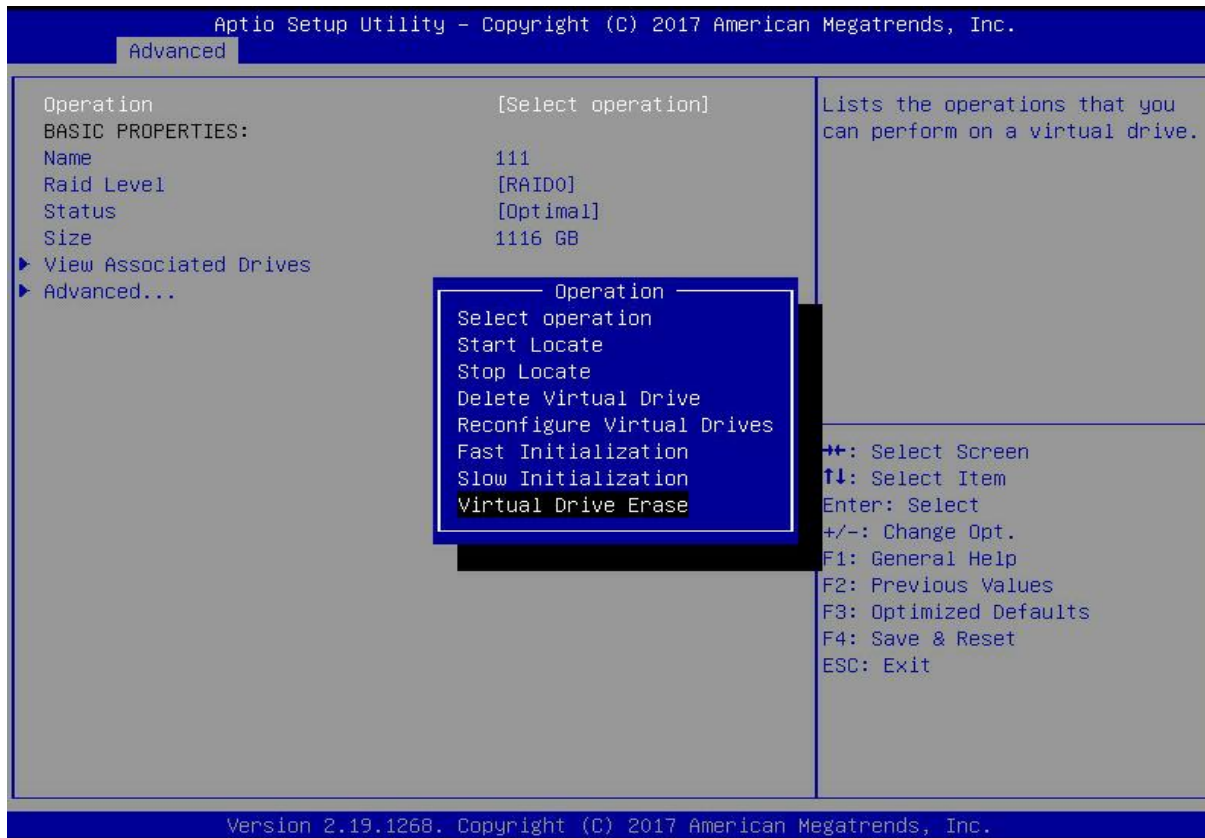 Aptio Setup Utility – Copyright (C) 2017 American Megatrends, Inc.
Advanced
Operation [Select operation]
BASIC PROPERTIES:
Name 111
Raid Level [RAID0]
Status [Optimal]
Size 1116 GB
▶ View Associated Drives
▶ Advanced...
Operation
Select operation
Start Locate
Stop Locate
Delete Virtual Drive
Reconfigure Virtual Drives
Fast Initialization
Slow Initialization
Virtual Drive Erase
Lists the operations that you
can perform on a virtual drive.
→←: Select Screen
↑↓: Select Item
Enter: Select
+/-: Change Opt.
F1: General Help
F2: Previous Values
F3: Optimized Defaults
F4: Save & Reset
ESC: Exit
Version 2.19.1268. Copyright (C) 2017 American Megatrends, Inc.